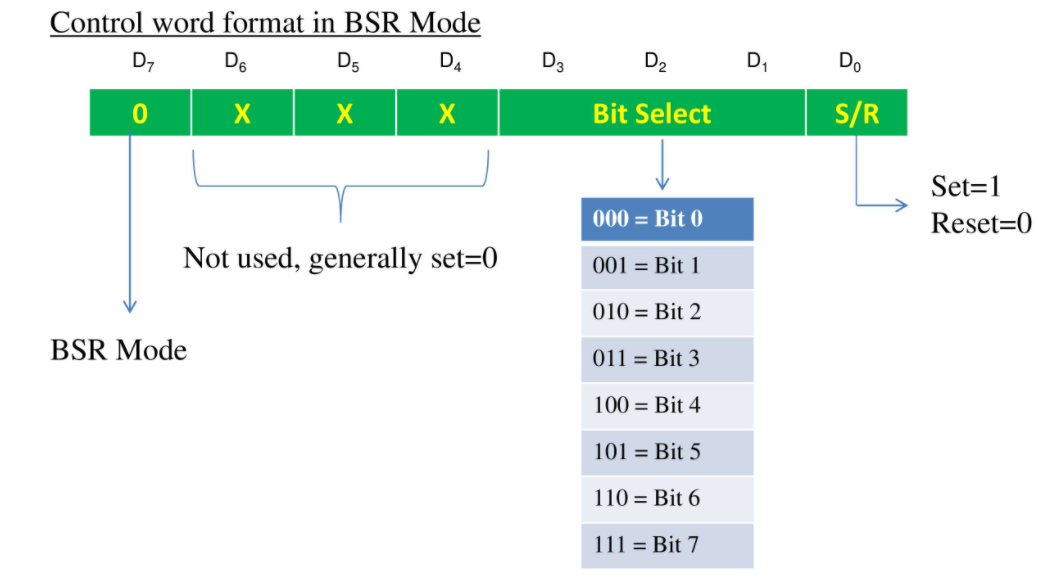 Control word format in BSR Mode
D₇ D₆ D₅ D₄ D₃ D₂ D₁ D₀
0 X X X Bit Select S/R
Set=1
Reset=0
000 = Bit 0
Not used, generally set=0
001 = Bit 1
010 = Bit 2
BSR Mode
011 = Bit 3
100 = Bit 4
101 = Bit 5
110 = Bit 6
111 = Bit 7